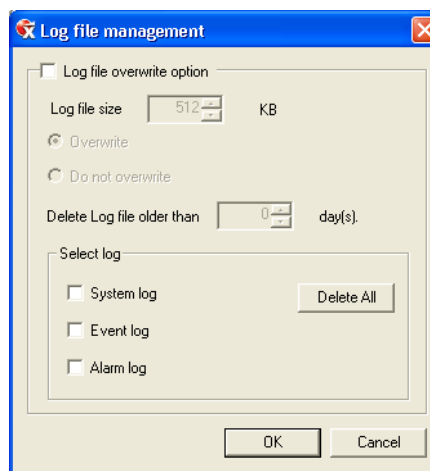 Log file management
Log file overwrite option
Log file size 512 KB
Overwrite
Do not overwrite
Delete Log file older than 0 day(s).
Select log
System log Delete All
Event log
Alarm log
OK Cancel